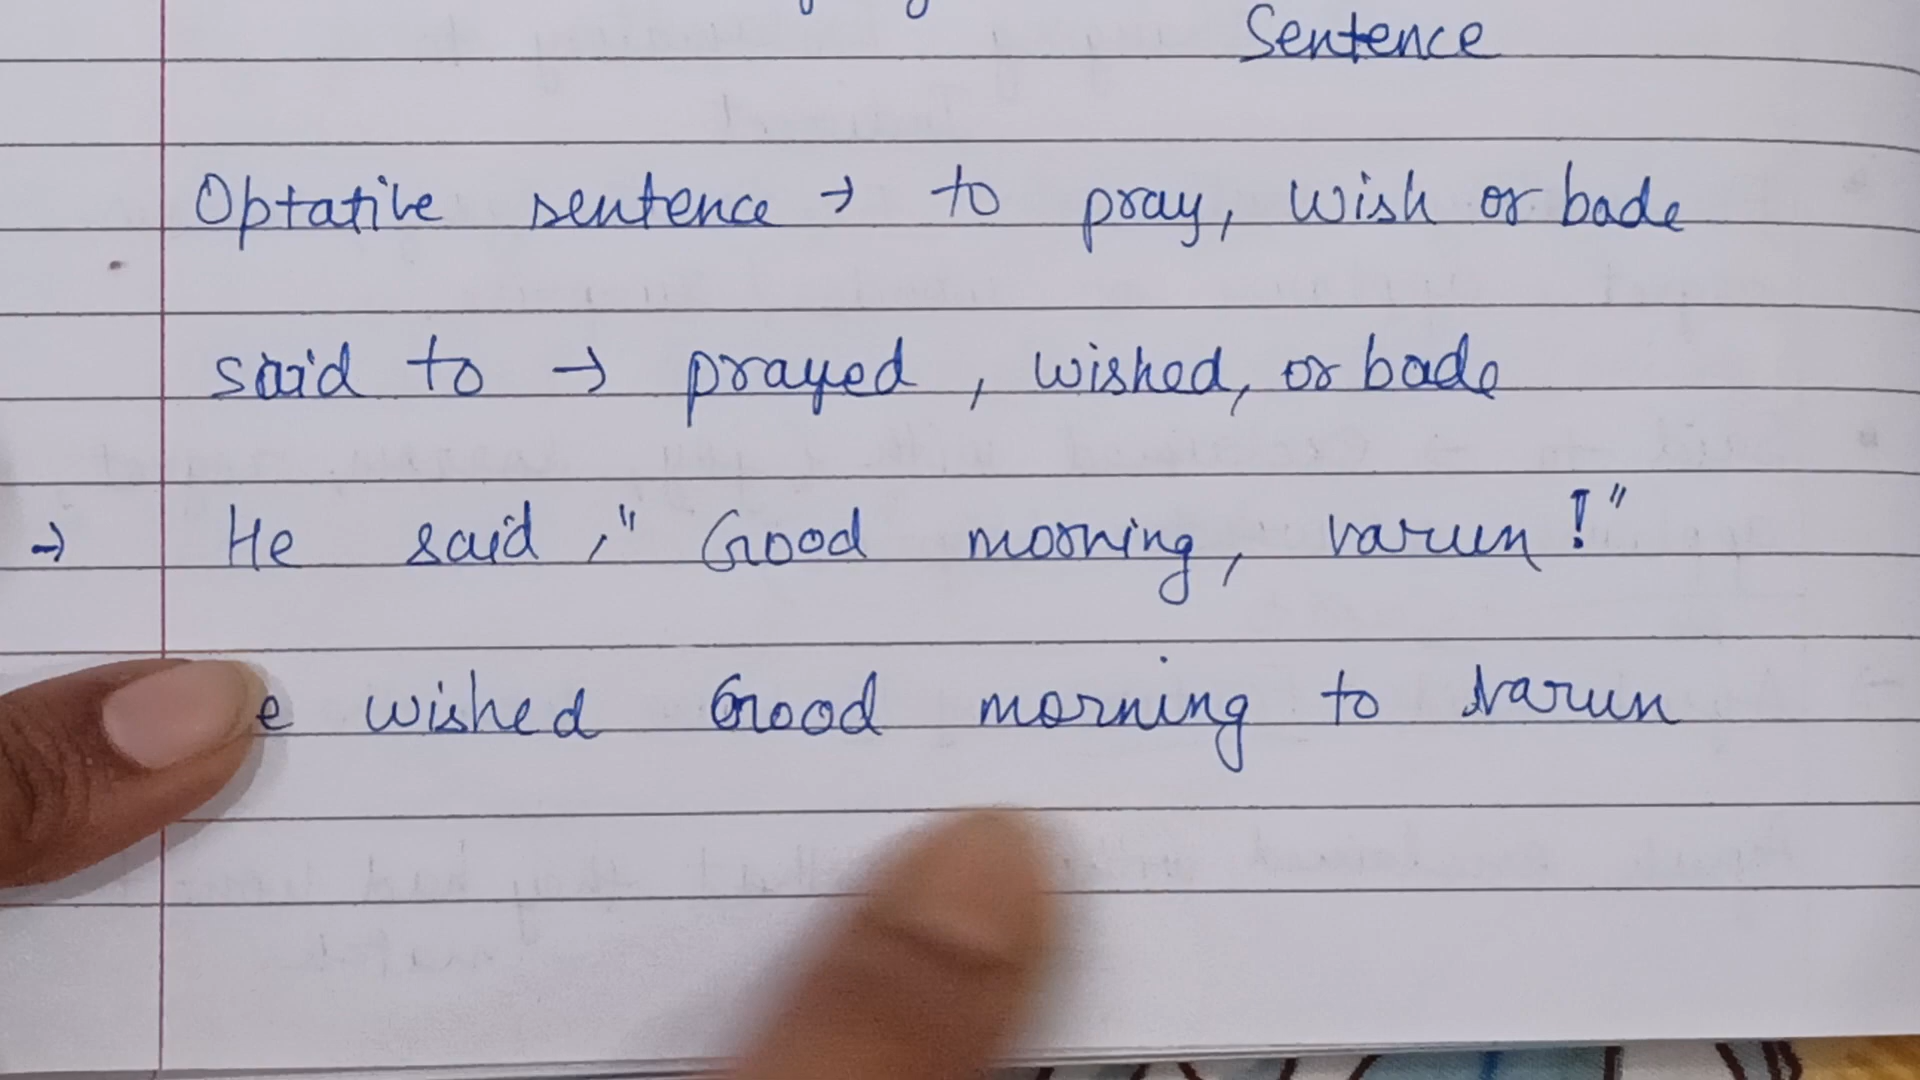 Sentence
Optative sentence → to pray, wish or bade
said to → prayed, wished, or bade
→ He said, " Good morning, varun!"
e wished Good morning to varun